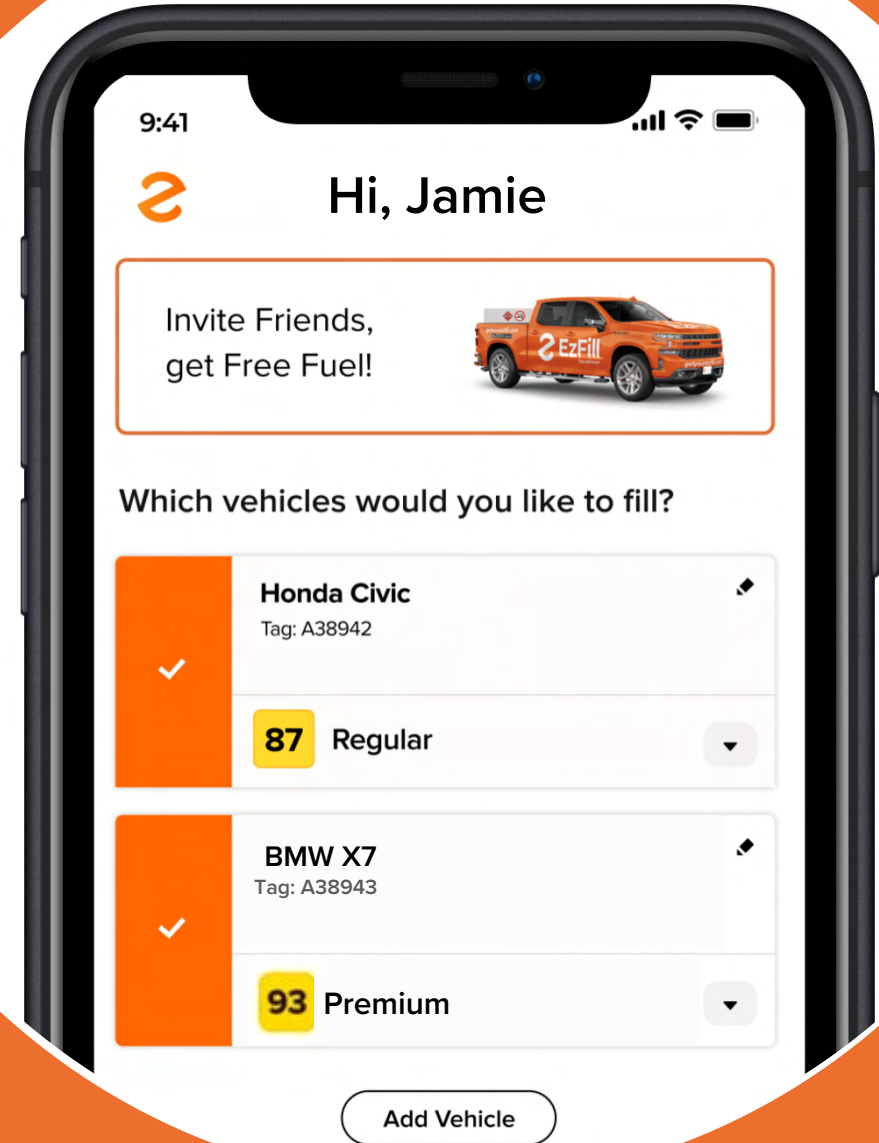 9:41
Hi, Jamie
Invite Friends,
get Free Fuel!
EzFill
Which vehicles would you like to fill?
Honda Civic
Tag: A38942
87 Regular
BMW X7
Tag: A38943
93 Premium
Add Vehicle